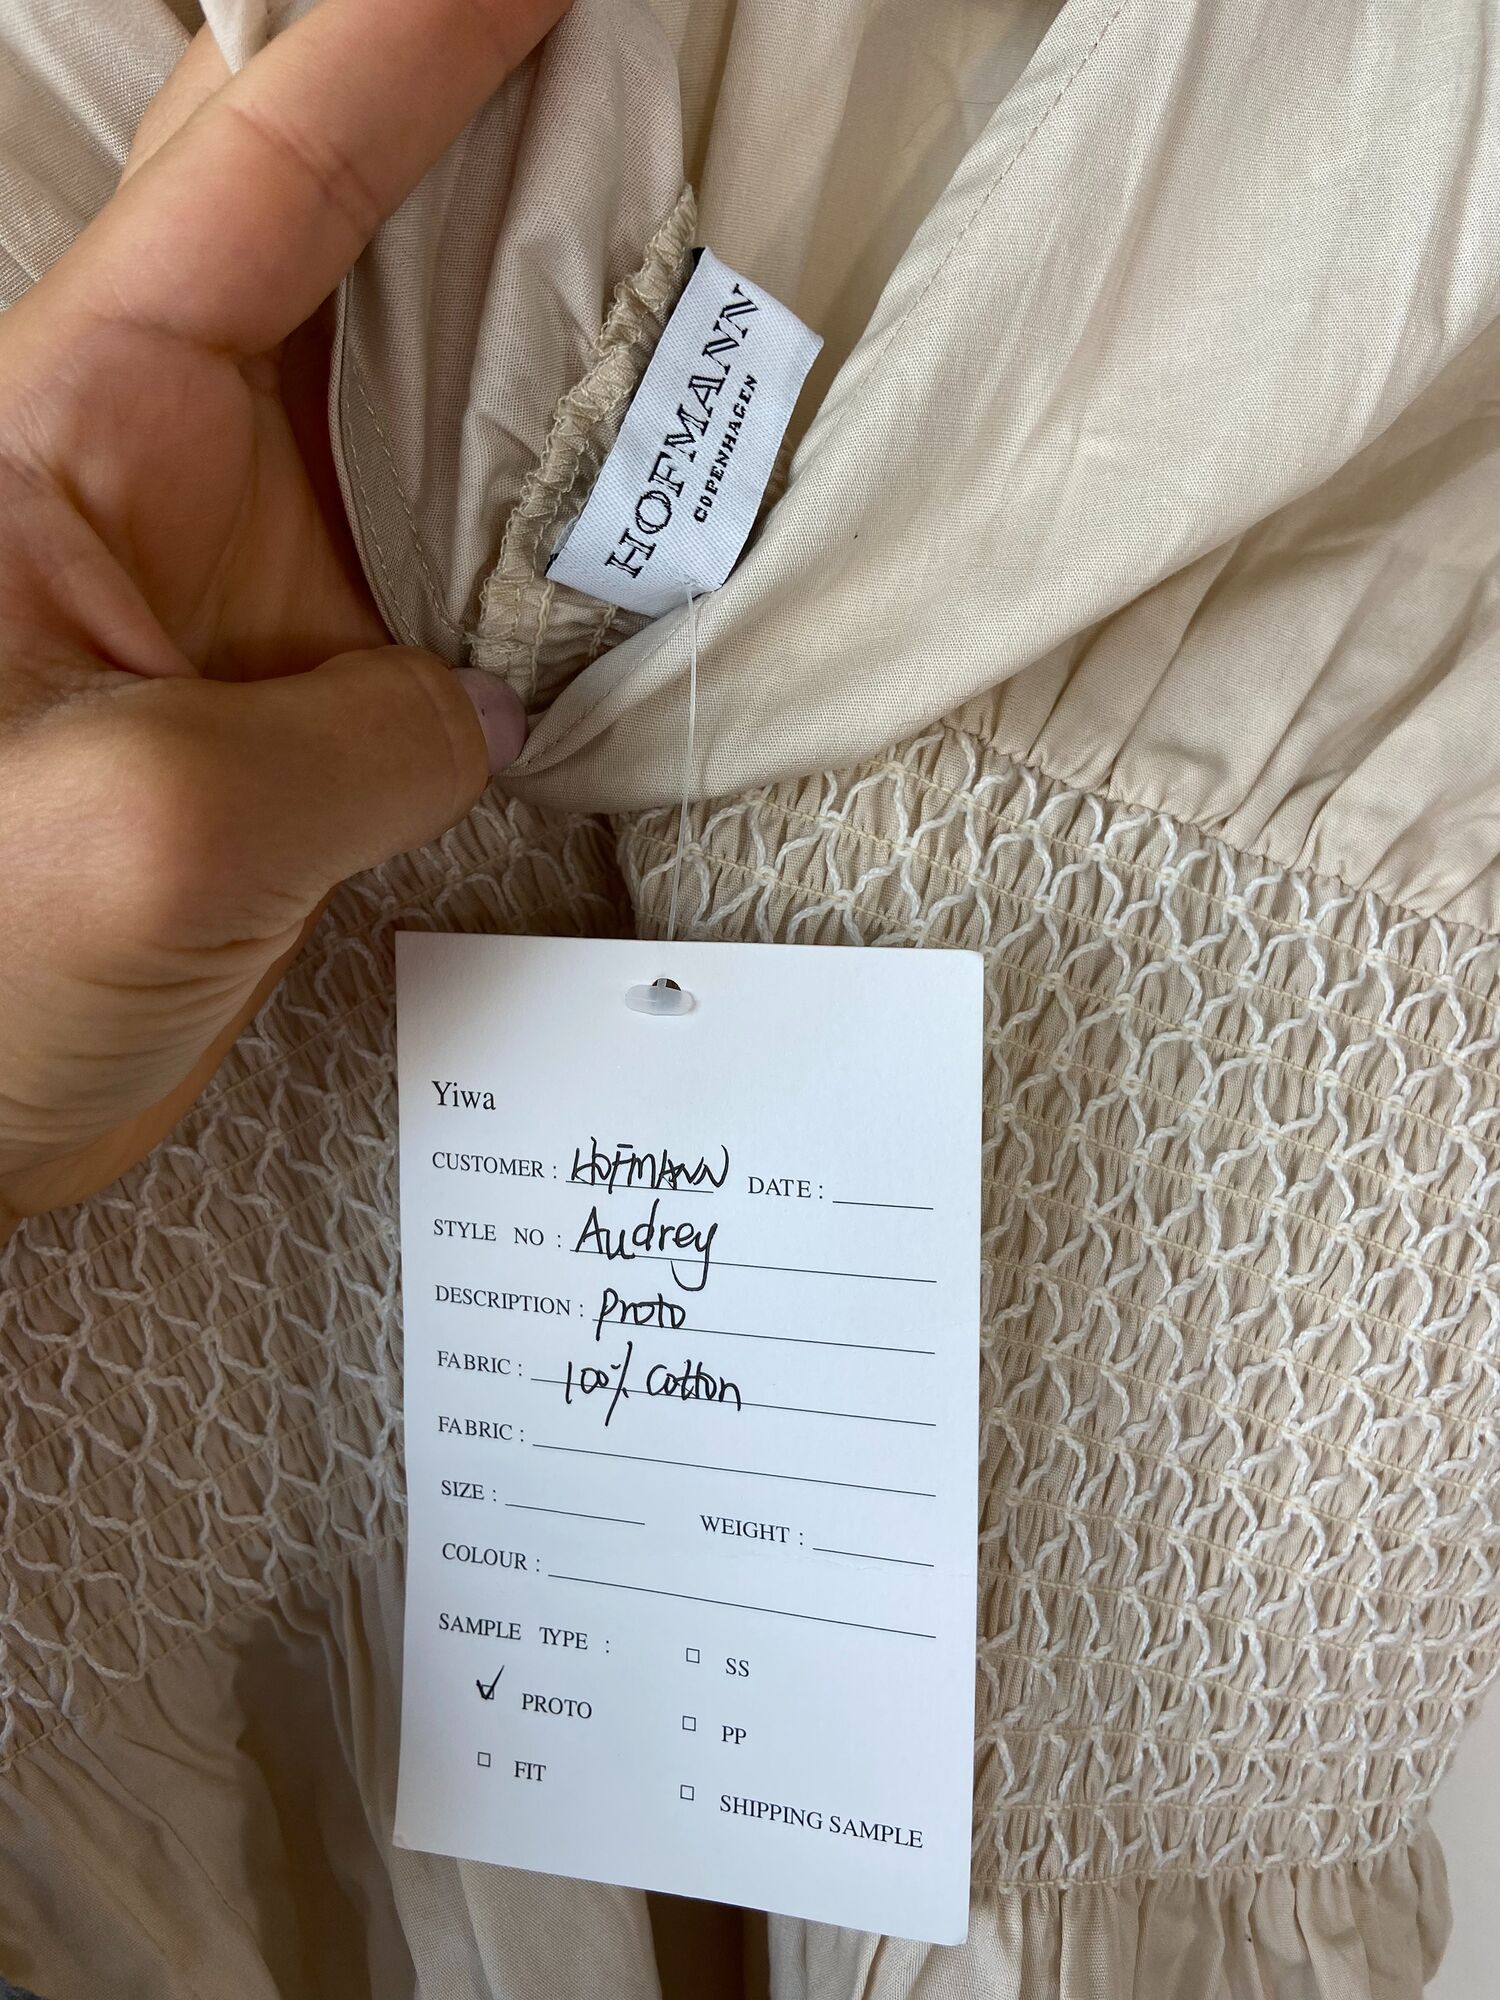 HOFMANN
COPENHAGEN
Yiwa
CUSTOMER : HOFMANN DATE :
STYLE NO : Audrey
DESCRIPTION : Proto
FABRIC : 100% Cotton
FABRIC :
SIZE : WEIGHT :
COLOUR :
SAMPLE TYPE : □ SS
✓ PROTO □ PP
□ FIT □ SHIPPING SAMPLE